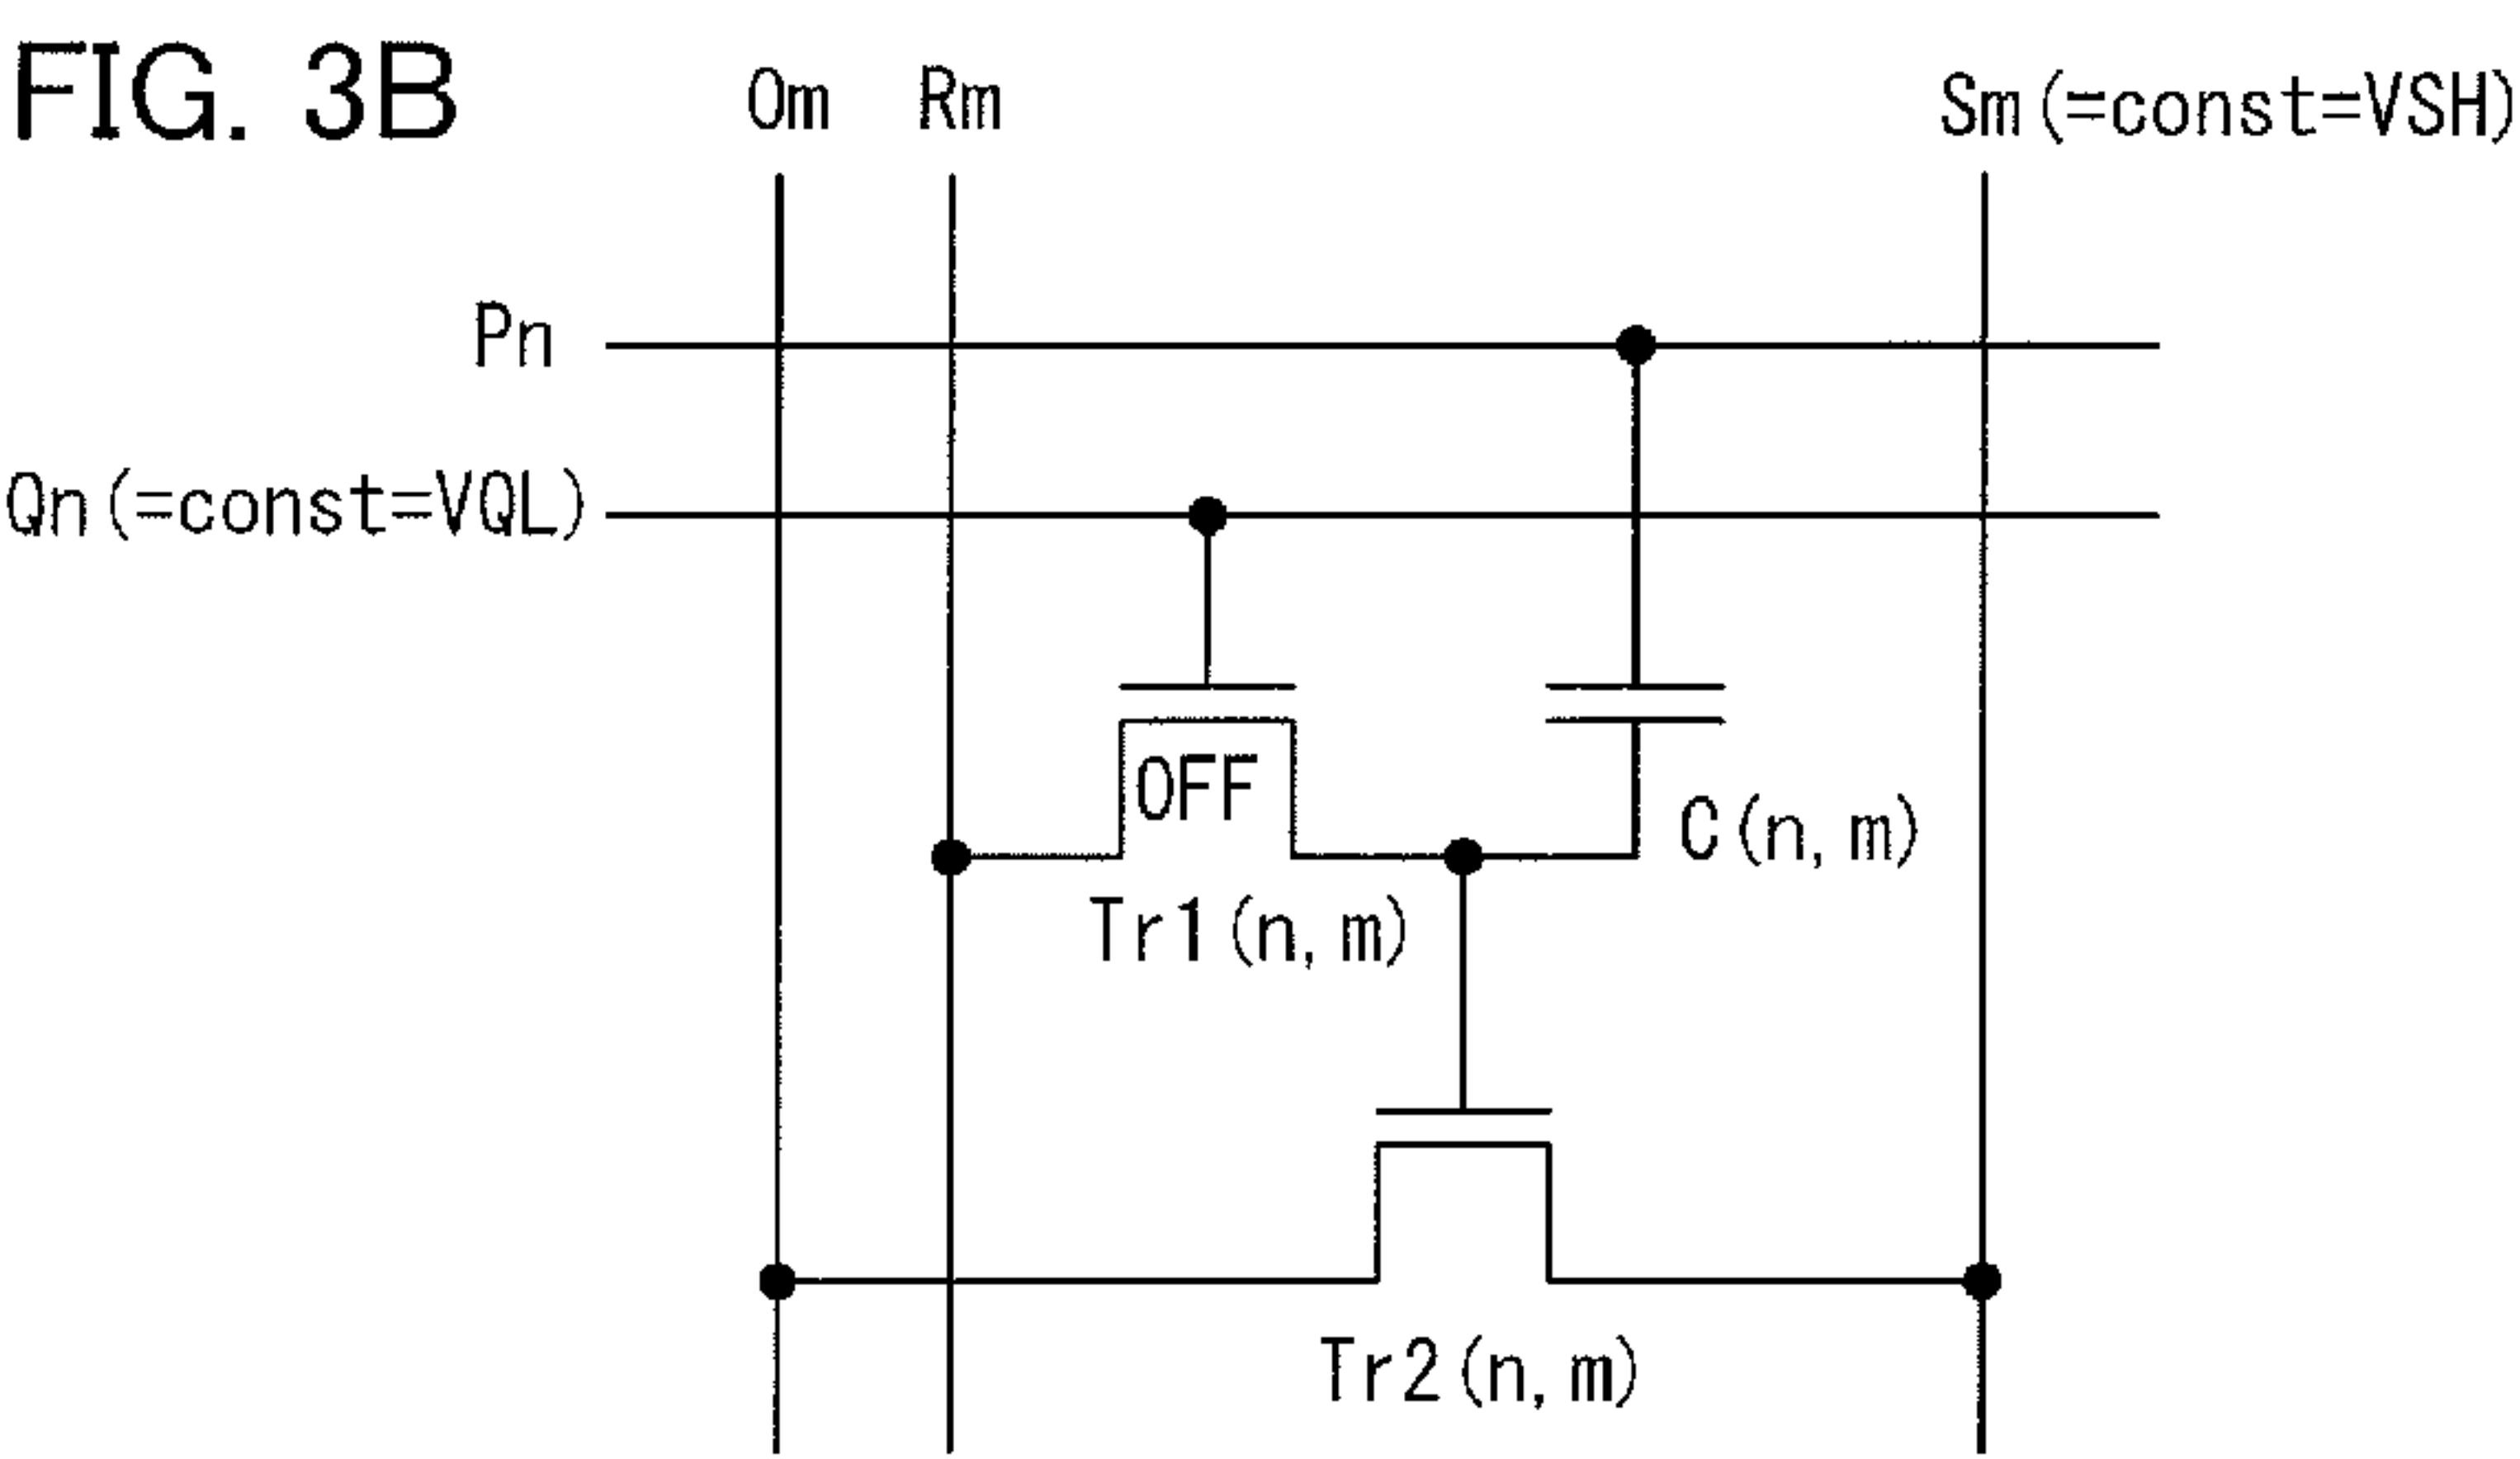 FIG. 3B
Om
Rm
Sm(=const=VSH)
Pn
Qn(=const=VQL)
OFF
C(n,m)
Tr1(n,m)
Tr2(n,m)